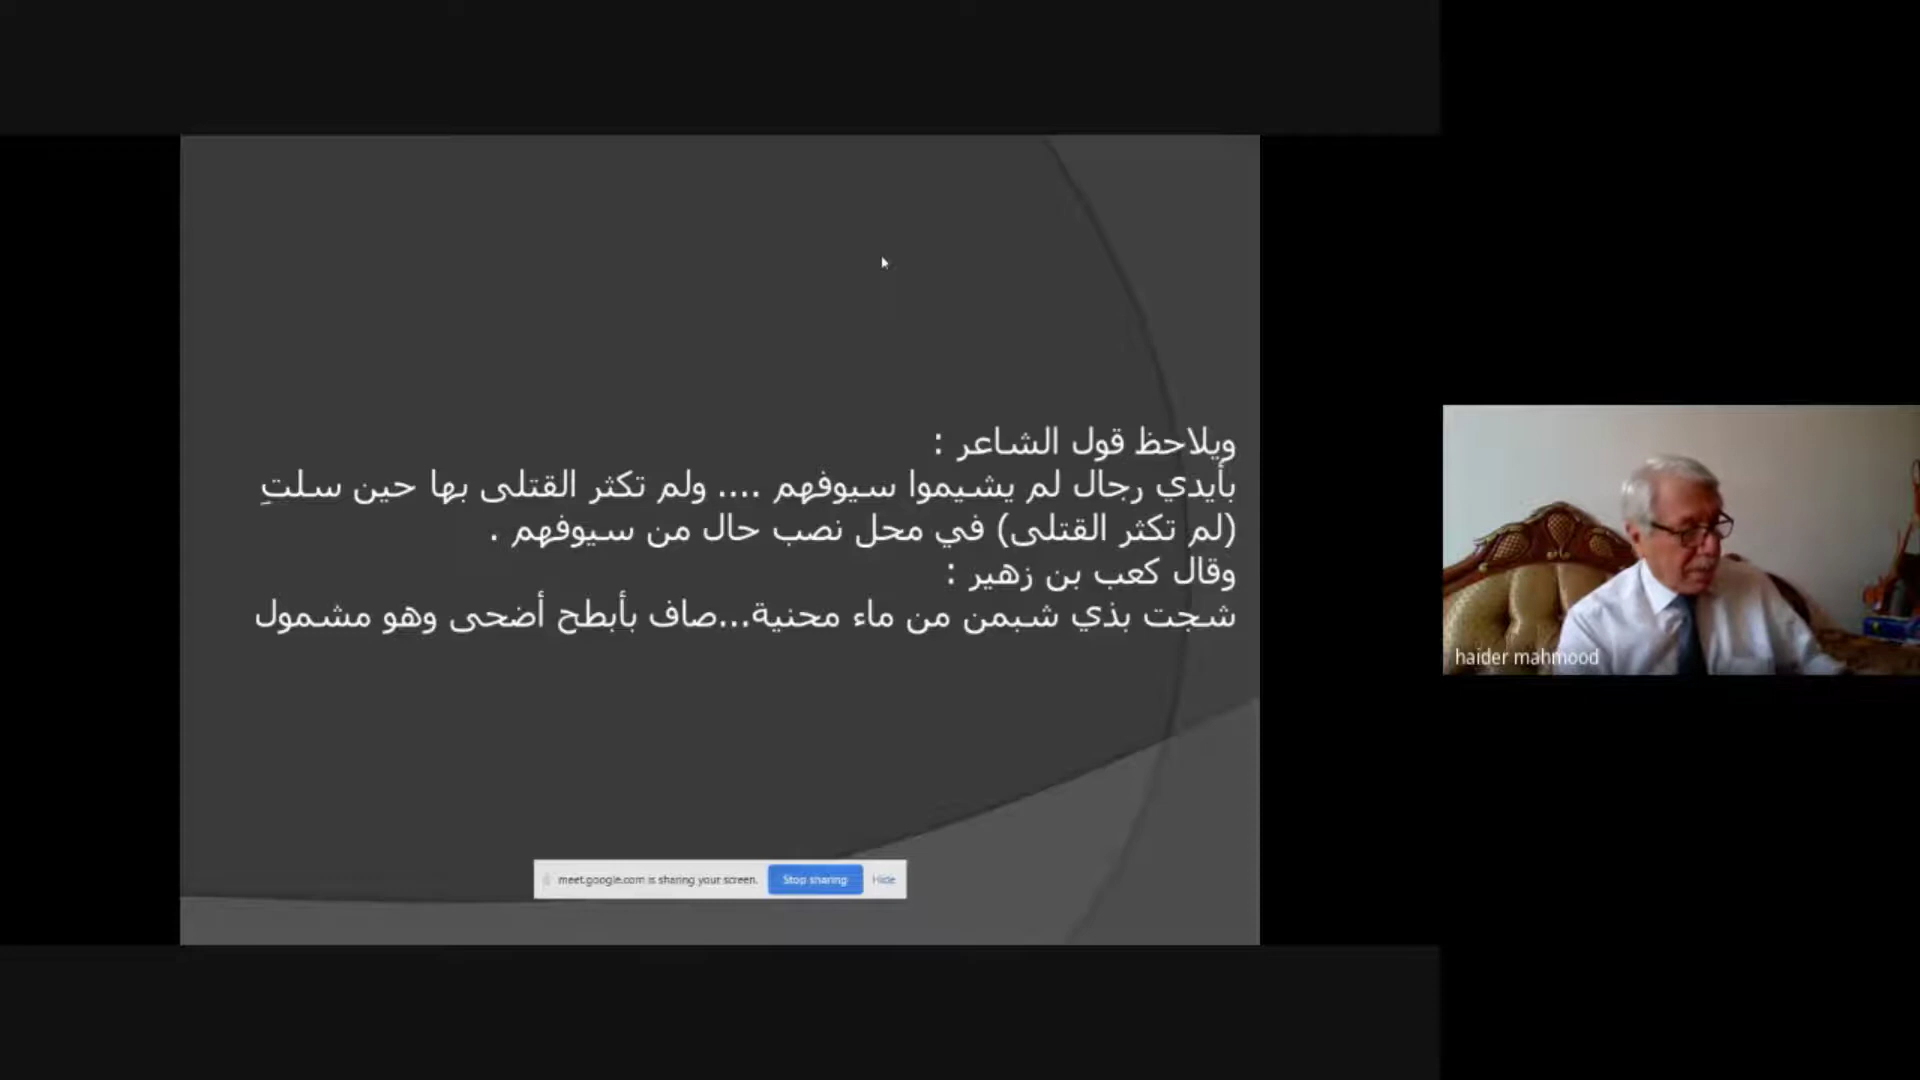 ويلاحظ قول الشاعر :
بأيدي رجال لم يشيموا سيوفهم .... ولم تكثر القتلى بها حين سلتِ
(لم تكثر القتلى) في محل نصب حال من سيوفهم .
وقال كعب بن زهير :
شجت بذي شبمن من ماء محنية...صاف بأبطح أضحى وهو مشمول
haider mahmood
meet.google.com is sharing your screen. Stop sharing Hide